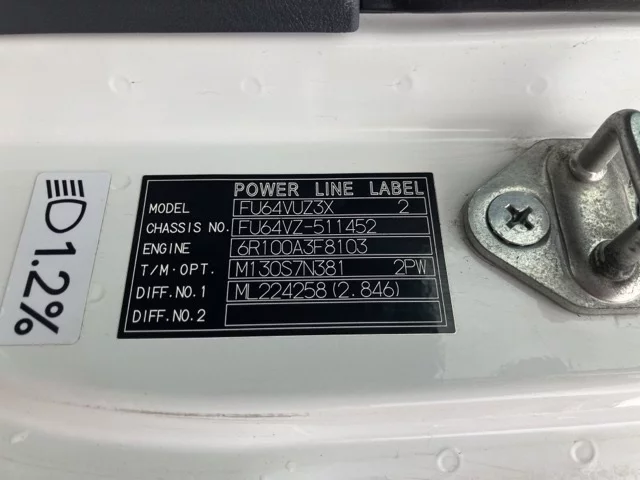 POWER LINE LABEL
MODEL FU64VUZ3X 2
CHASSIS NO. FU64VZ-511452
ENGINE 6R100A3F8103
T/M·OPT. M130S7N381 2PW
DIFF.NO.1 ML224258(2.846)
DIFF.NO.2
1.2%